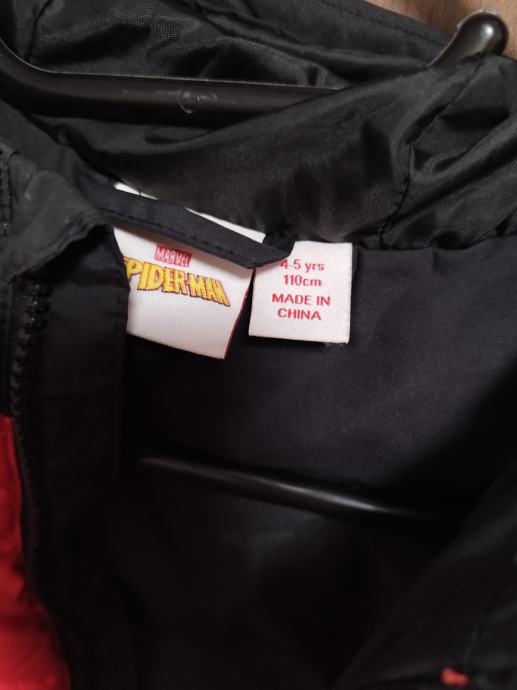 MARVEL
SPIDER-MAN
4-5 yrs
110cm
MADE IN
CHINA